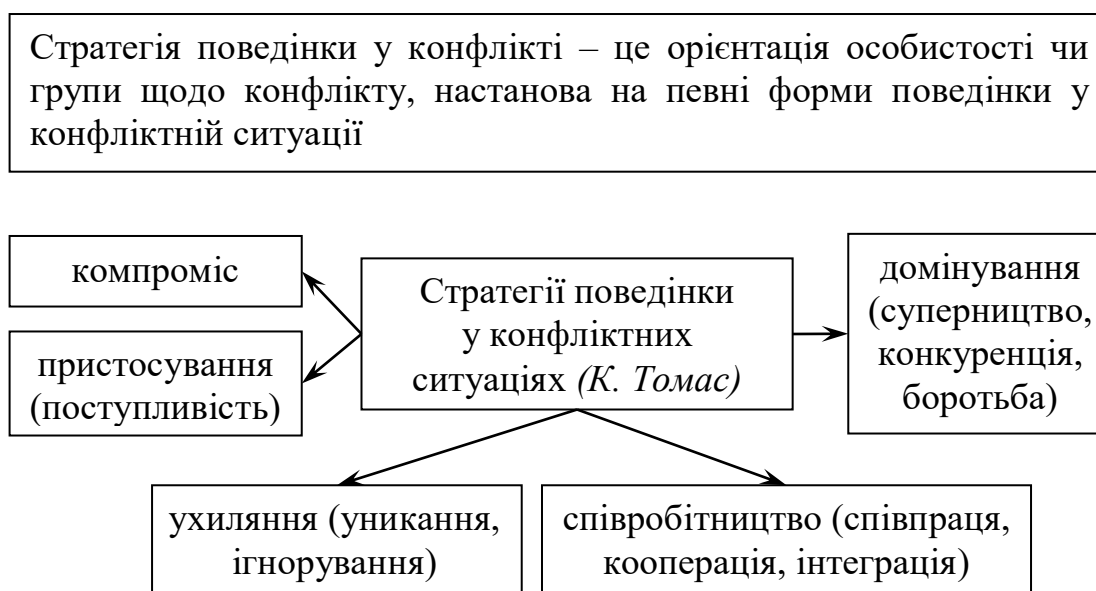 Стратегія поведінки у конфлікті – це орієнтація особистості чи
групи щодо конфлікту, настанова на певні форми поведінки у
конфліктній ситуації
компроміс
пристосування
(поступливість)
Стратегії поведінки
у конфліктних
ситуаціях (К. Томас)
домінування
(суперництво,
конкуренція,
боротьба)
ухиляння (уникання,
ігнорування)
співробітництво (співпраця,
кооперація, інтеграція)